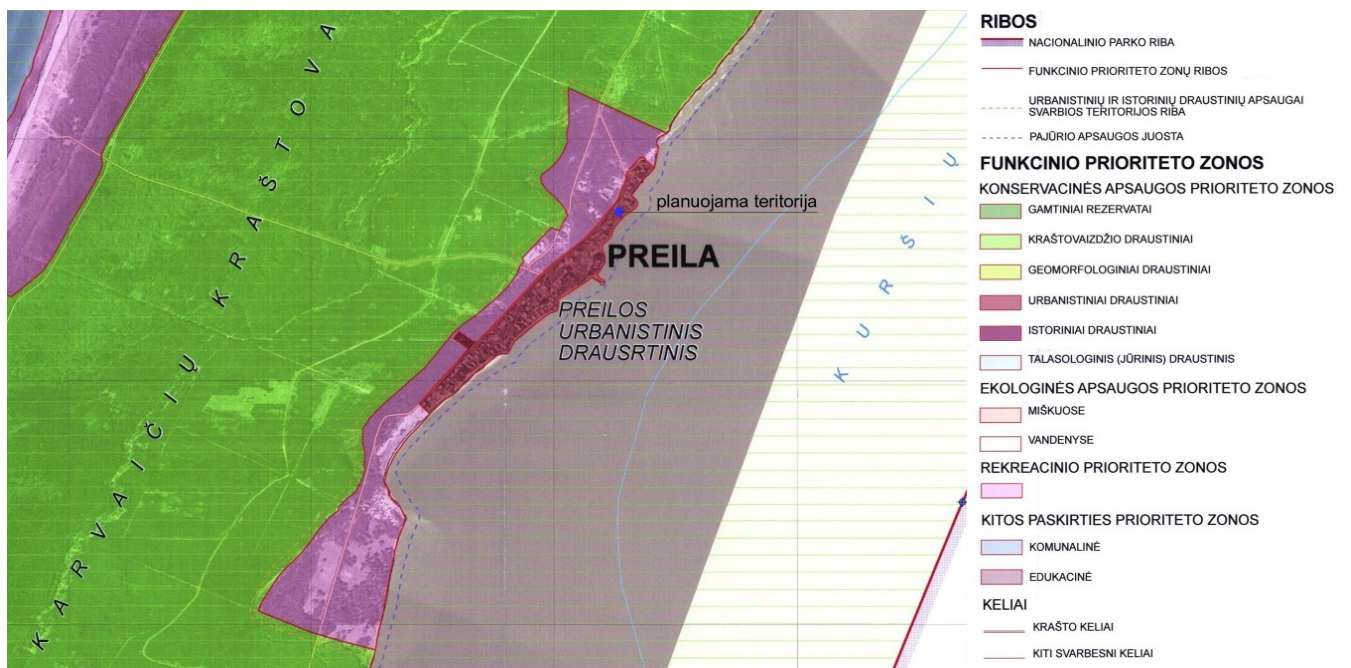 KARVAIČIŲ KRAŠTOVA
planuojama teritorija
PREILA
PREILOS
URBANISTINIS
DRAUSRTINIS
KURŠIŲ
RIBOS
NACIONALINIO PARKO RIBA
FUNKCINIO PRIORITETO ZONŲ RIBOS
URBANISTINIŲ IR ISTORINIŲ DRAUSTINIŲ APSAUGAI
SVARBIOS TERITORIJOS RIBA
PAJŪRIO APSAUGOS JUOSTA
FUNKCINIO PRIORITETO ZONOS
KONSERVACINĖS APSAUGOS PRIORITETO ZONOS
GAMTINIAI REZERVATAI
KRAŠTOVAIZDŽIO DRAUSTINIAI
GEOMORFOLOGINIAI DRAUSTINIAI
URBANISTINIAI DRAUSTINIAI
ISTORINIAI DRAUSTINIAI
TALASOLOGINIS (JŪRINIS) DRAUSTINIS
EKOLOGINĖS APSAUGOS PRIORITETO ZONOS
MIŠKUOSE
VANDENYSE
REKREACINIO PRIORITETO ZONOS
KITOS PASKIRTIES PRIORITETO ZONOS
KOMUNALINĖ
EDUKACINĖ
KELIAI
KRAŠTO KELIAI
KITI SVARBESNI KELIAI